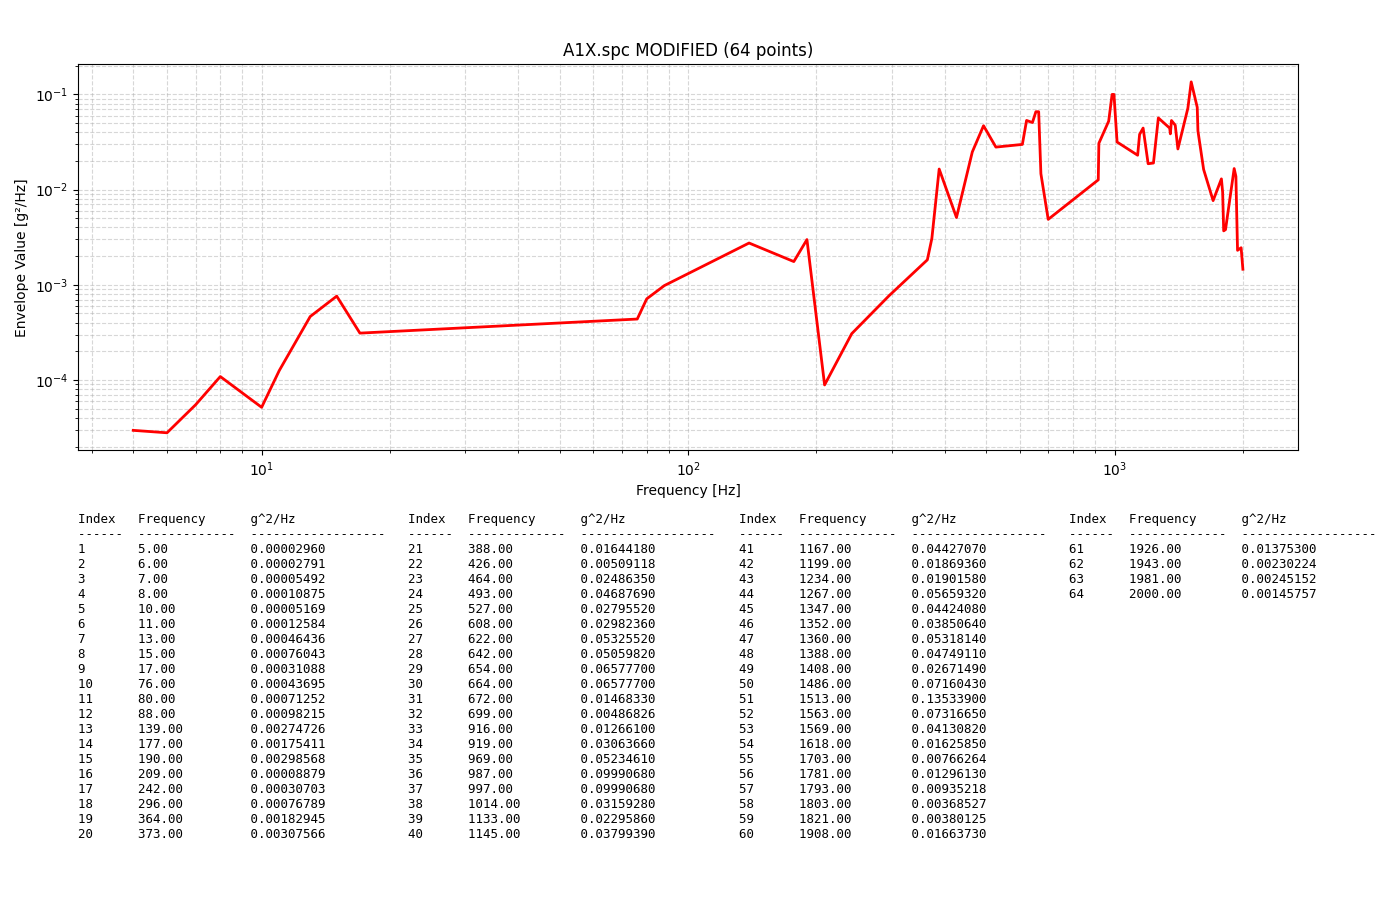 A1X.spc MODIFIED (64 points)
10⁻¹
10⁻²
10⁻³
10⁻⁴
Envelope Value [g²/Hz]
10¹ 10² 10³
Frequency [Hz]
Index Frequency g^2/Hz Index Frequency g^2/Hz Index Frequency g^2/Hz Index Frequency g^2/Hz
------ ------------- ------------------ ------ ------------- ------------------ ------ ------------- ------------------ ------ ------------- ------------------
1 5.00 0.00002960 21 388.00 0.01644180 41 1167.00 0.04427070 61 1926.00 0.01375300
2 6.00 0.00002791 22 426.00 0.00509118 42 1199.00 0.01869360 62 1943.00 0.00230224
3 7.00 0.00005492 23 464.00 0.02486350 43 1234.00 0.01901580 63 1981.00 0.00245152
4 8.00 0.00010875 24 493.00 0.04687690 44 1267.00 0.05659320 64 2000.00 0.00145757
5 10.00 0.00005169 25 527.00 0.02795520 45 1347.00 0.04424080
6 11.00 0.00012584 26 608.00 0.02982360 46 1352.00 0.03850640
7 13.00 0.00046436 27 622.00 0.05325520 47 1360.00 0.05318140
8 15.00 0.00076043 28 642.00 0.05059820 48 1388.00 0.04749110
9 17.00 0.00031088 29 654.00 0.06577700 49 1408.00 0.02671490
10 76.00 0.00043695 30 664.00 0.06577700 50 1486.00 0.07160430
11 80.00 0.00071252 31 672.00 0.01468330 51 1513.00 0.13533900
12 88.00 0.00098215 32 699.00 0.00486826 52 1563.00 0.07316650
13 139.00 0.00274726 33 916.00 0.01266100 53 1569.00 0.04130820
14 177.00 0.00175411 34 919.00 0.03063660 54 1618.00 0.01625850
15 190.00 0.00298568 35 969.00 0.05234610 55 1703.00 0.00766264
16 209.00 0.00008879 36 987.00 0.09990680 56 1781.00 0.01296130
17 242.00 0.00030703 37 997.00 0.09990680 57 1793.00 0.00935218
18 296.00 0.00076789 38 1014.00 0.03159280 58 1803.00 0.00368527
19 364.00 0.00182945 39 1133.00 0.02295860 59 1821.00 0.00380125
20 373.00 0.00307566 40 1145.00 0.03799390 60 1908.00 0.01663730